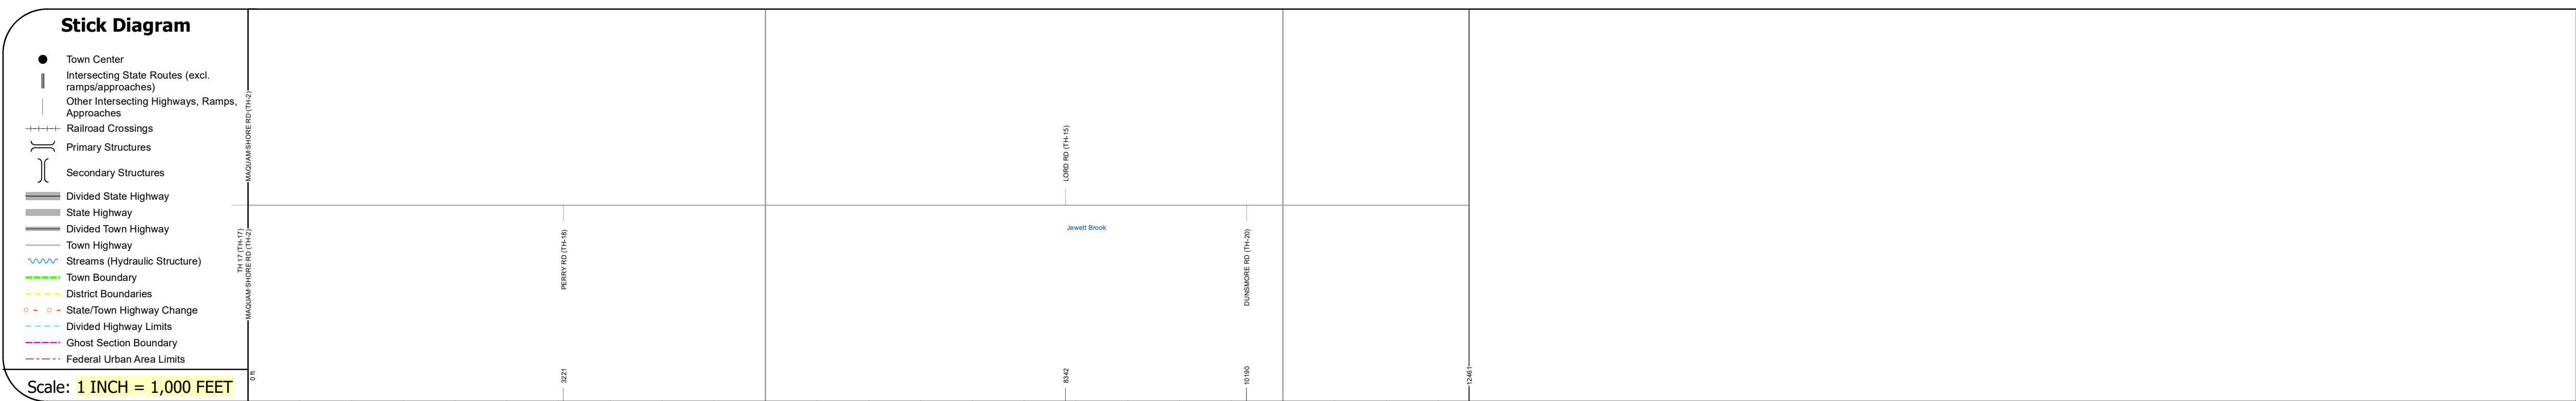 Stick Diagram
Town Center
Intersecting State Routes (excl.
ramps/approaches)
Other Intersecting Highways, Ramps,
Approaches
Railroad Crossings
Primary Structures
Secondary Structures
Divided State Highway
State Highway
Divided Town Highway
Town Highway
Streams (Hydraulic Structure)
Town Boundary
District Boundaries
State/Town Highway Change
Divided Highway Limits
Ghost Section Boundary
Federal Urban Area Limits
Scale: 1 INCH = 1,000 FEET
MAQUAM SHORE RD (TH-2)
TH 17 (TH-17)
MAQUAM SHORE RD (TH-2)
0 ft
PERRY RD (TH-18)
3221
LORD RD (TH-15)
Jewett Brook
8342
DUNSMORE RD (TH-20)
10190
12461